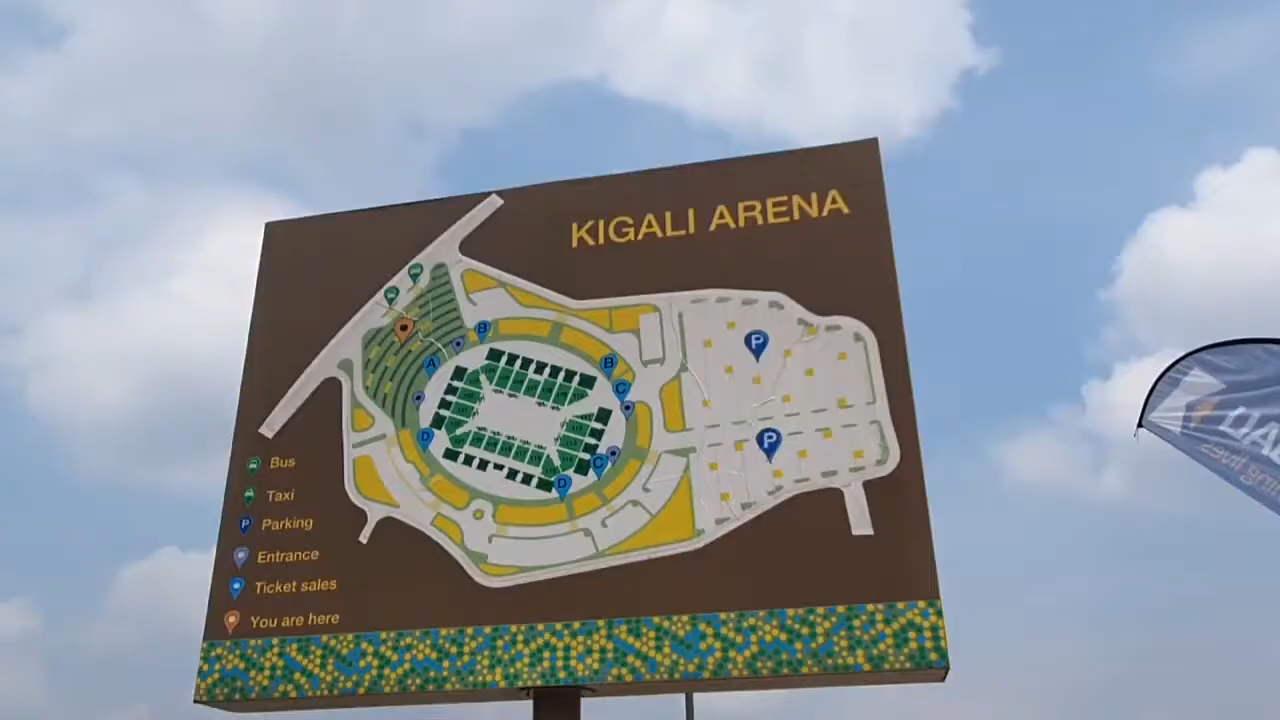 KIGALI ARENA
B
A
B
C
D
C
D
P
P
Bus
Taxi
P Parking
Entrance
Ticket sales
You are here